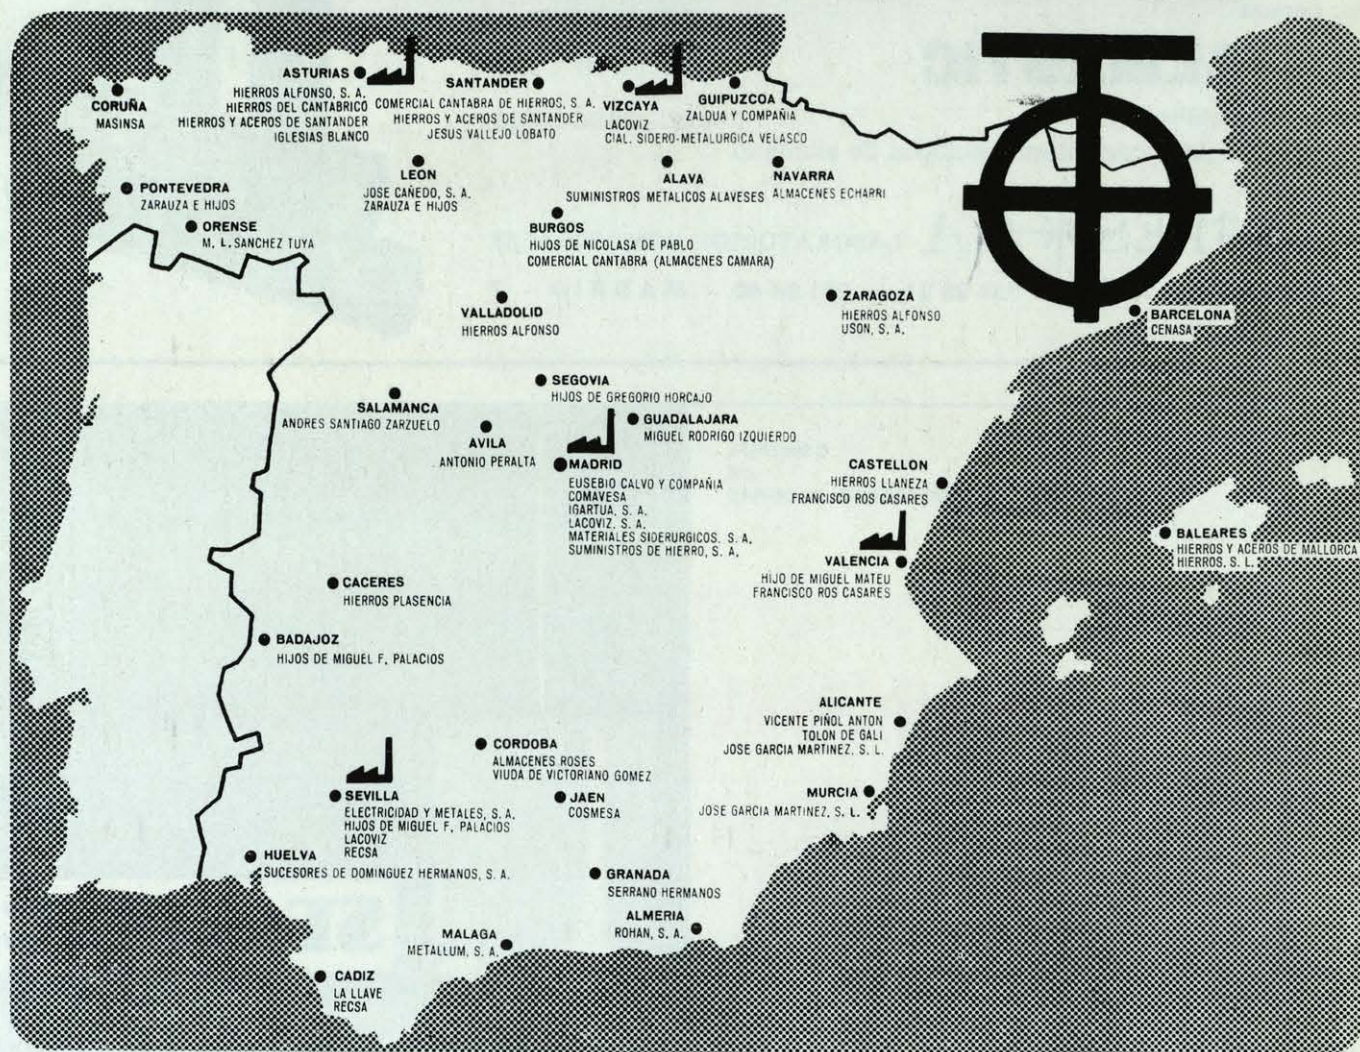 CORUÑA
MASINSA
ASTURIAS
HIERROS ALFONSO, S. A.
HIERROS DEL CANTABRICO
HIERROS Y ACEROS DE SANTANDER
IGLESIAS BLANCO
SANTANDER
COMERCIAL CANTABRA DE HIERROS, S. A.
HIERROS Y ACEROS DE SANTANDER
JESUS VALLEJO LOBATO
VIZCAYA
LACOVIZ
CIAL. SIDERO-METALURGICA VELASCO
GUIPUZCOA
ZALDUA Y COMPAÑIA
PONTEVEDRA
ZARAUZA E HIJOS
ORENSE
M. L. SANCHEZ TUYA
LEON
JOSE CAÑEDO, S. A.
ZARAUZA E HIJOS
ALAVA
SUMINISTROS METALICOS ALAVESES
NAVARRA
ALMACENES ECHARRI
BURGOS
HIJOS DE NICOLASA DE PABLO
COMERCIAL CANTABRA (ALMACENES CAMARA)
VALLADOLID
HIERROS ALFONSO
ZARAGOZA
HIERROS ALFONSO
USON, S. A.
BARCELONA
CENASA
SEGOVIA
HIJOS DE GREGORIO HORCAJO
SALAMANCA
ANDRES SANTIAGO ZARZUELO
AVILA
ANTONIO PERALTA
GUADALAJARA
MIGUEL RODRIGO IZQUIERDO
MADRID
EUSEBIO CALVO Y COMPAÑIA
COMAVESA
IGARTUA, S. A.
LACOVIZ, S. A.
MATERIALES SIDERURGICOS. S. A.
SUMINISTROS DE HIERRO, S. A.
CASTELLON
HIERROS LLANEZA
FRANCISCO ROS CASARES
VALENCIA
HIJO DE MIGUEL MATEU
FRANCISCO ROS CASARES
BALEARES
HIERROS Y ACEROS DE MALLORCA
HIERROS, S. L.
CACERES
HIERROS PLASENCIA
BADAJOZ
HIJOS DE MIGUEL F. PALACIOS
ALICANTE
VICENTE PIÑOL ANTON
TOLON DE GALI
JOSE GARCIA MARTINEZ. S. L.
CORDOBA
ALMACENES ROSES
VIUDA DE VICTORIANO GOMEZ
SEVILLA
ELECTRICIDAD Y METALES, S. A.
HIJOS DE MIGUEL F. PALACIOS
LACOVIZ
RECSA
JAEN
COSMESA
MURCIA
JOSE GARCIA MARTINEZ, S. L.
HUELVA
SUCESORES DE DOMINGUEZ HERMANOS, S. A.
GRANADA
SERRANO HERMANOS
ALMERIA
ROHAN, S. A.
MALAGA
METALLUM, S. A.
CADIZ
LA LLAVE
RECSA